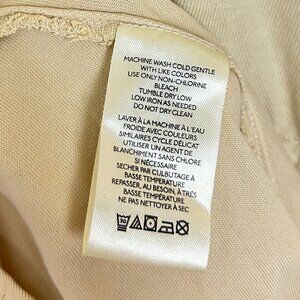 MACHINE WASH COLD GENTLE
WITH LIKE COLORS
USE ONLY NON-CHLORINE
BLEACH
TUMBLE DRY LOW
LOW IRON AS NEEDED
DO NOT DRY CLEAN
LAVER À LA MACHINE À L'EAU
FROIDE AVEC COULEURS
SIMILAIRES CYCLE DÉLICAT
UTILISER UN AGENT DE
BLANCHIMENT SANS CHLORE
SI NÉCESSAIRE
SÉCHER PAR CULBUTAGE À
BASSE TEMPÉRATURE
REPASSER, AU BESOIN, À TRÈS
BASSE TEMPÉRATURE
NE PAS NETTOYER À SEC
30